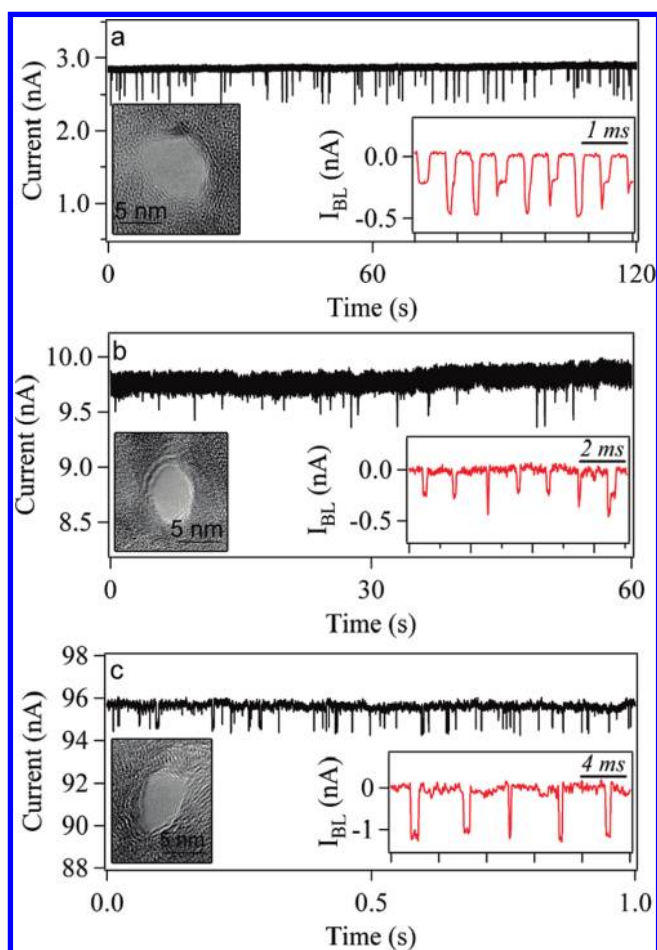 a
3.0
2.0
1.0
Current (nA)
5 nm
I_BL (nA)
0.0
-0.5
1 ms
0
60
120
Time (s)
b
10.0
9.5
9.0
8.5
Current (nA)
5 nm
I_BL (nA)
0.0
-0.5
2 ms
0
30
60
Time (s)
c
98
96
94
92
90
88
Current (nA)
5 nm
I_BL (nA)
0
-1
4 ms
0.0
0.5
1.0
Time (s)